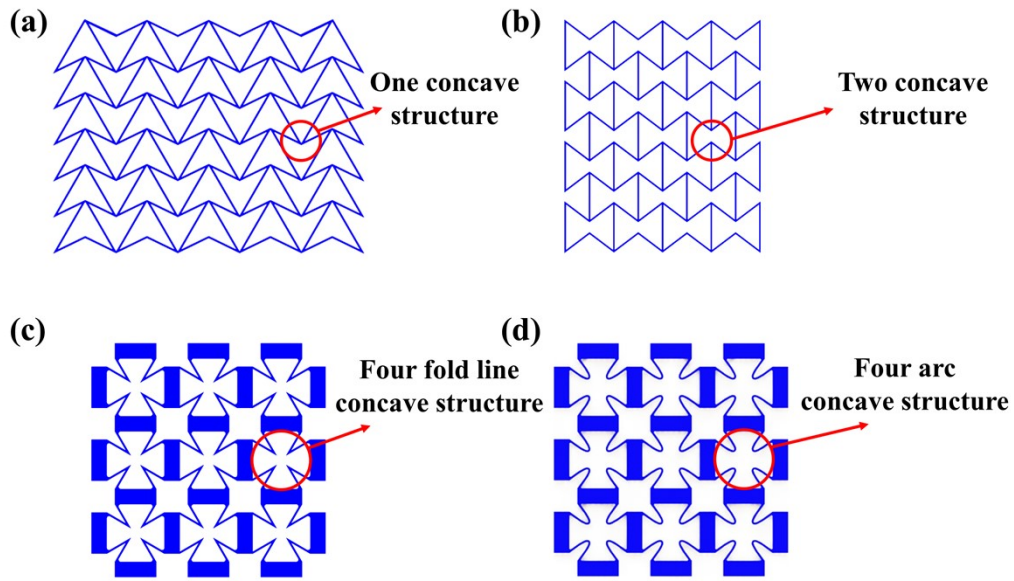 (a)
One concave
structure
(b)
Two concave
structure
(c)
Four fold line
concave structure
(d)
Four arc
concave structure